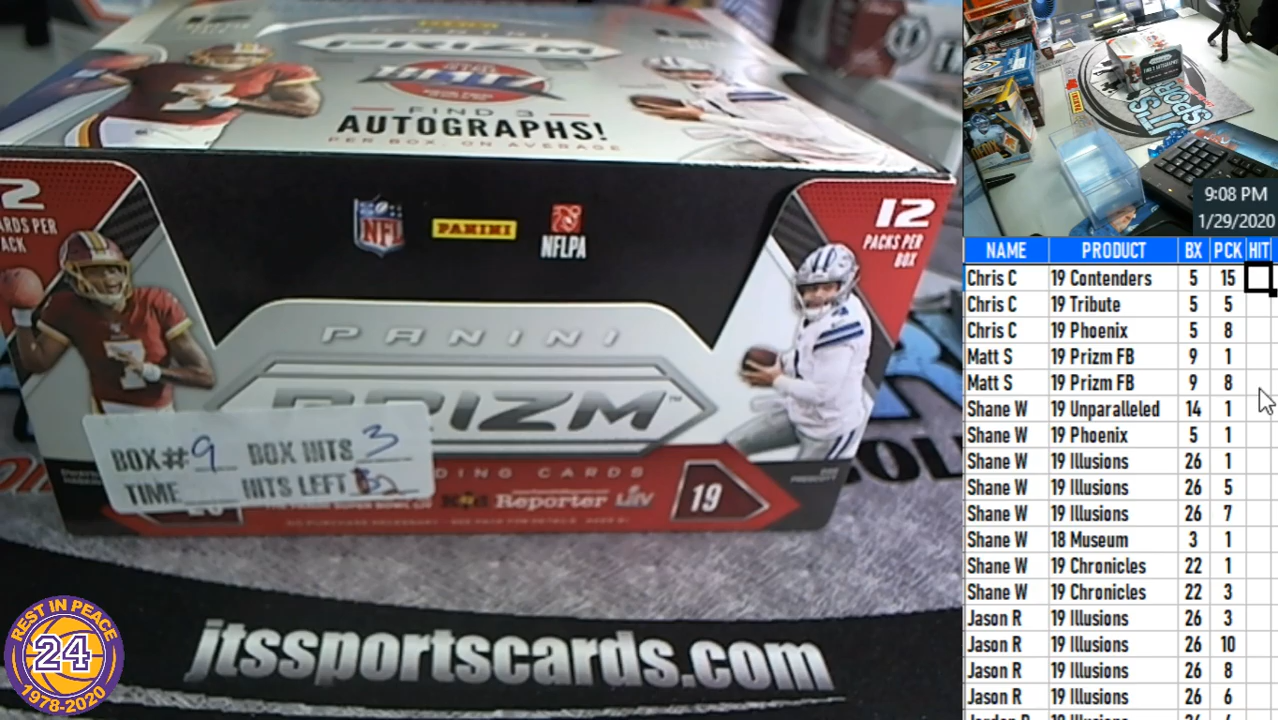 PANINI
PRIZM
FIND 3
AUTOGRAPHS!
PER BOX, ON AVERAGE
2
ARDS PER
ACK
NFL
PANINI
NFLPA
12
PACKS PER
BOX
PANINI
PRIZM™
DING CARDS
Reporter LIV
19
BOX# 9 BOX HITS 3
TIME HITS LEFT 2
jtssportscards.com
REST IN PEACE
24
1978-2020
IT'S
SPOR
9:08 PM
1/29/2020
NAME PRODUCT BX PCK HIT
Chris C 19 Contenders 5 15
Chris C 19 Tribute 5 5
Chris C 19 Phoenix 5 8
Matt S 19 Prizm FB 9 1
Matt S 19 Prizm FB 9 8
Shane W 19 Unparalleled 14 1
Shane W 19 Phoenix 5 1
Shane W 19 Illusions 26 1
Shane W 19 Illusions 26 5
Shane W 19 Illusions 26 7
Shane W 18 Museum 3 1
Shane W 19 Chronicles 22 1
Shane W 19 Chronicles 22 3
Jason R 19 Illusions 26 3
Jason R 19 Illusions 26 10
Jason R 19 Illusions 26 8
Jason R 19 Illusions 26 6